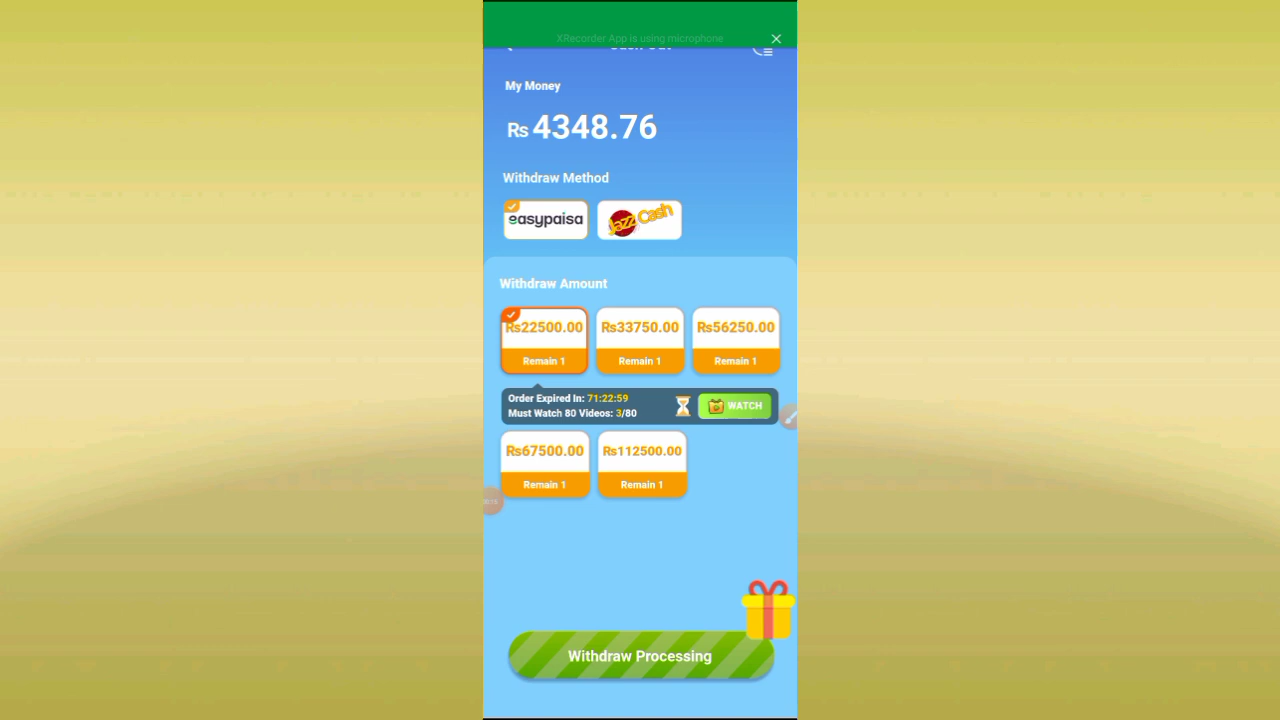 XRecorder App is using microphone
Cash Out
My Money
Rs 4348.76
Withdraw Method
easypaisa
JazzCash
Withdraw Amount
Rs22500.00
Rs33750.00
Rs56250.00
Remain 1
Remain 1
Remain 1
Order Expired In: 71:22:59
Must Watch 80 Videos: 3/80
WATCH
Rs67500.00
Rs112500.00
Remain 1
Remain 1
Withdraw Processing